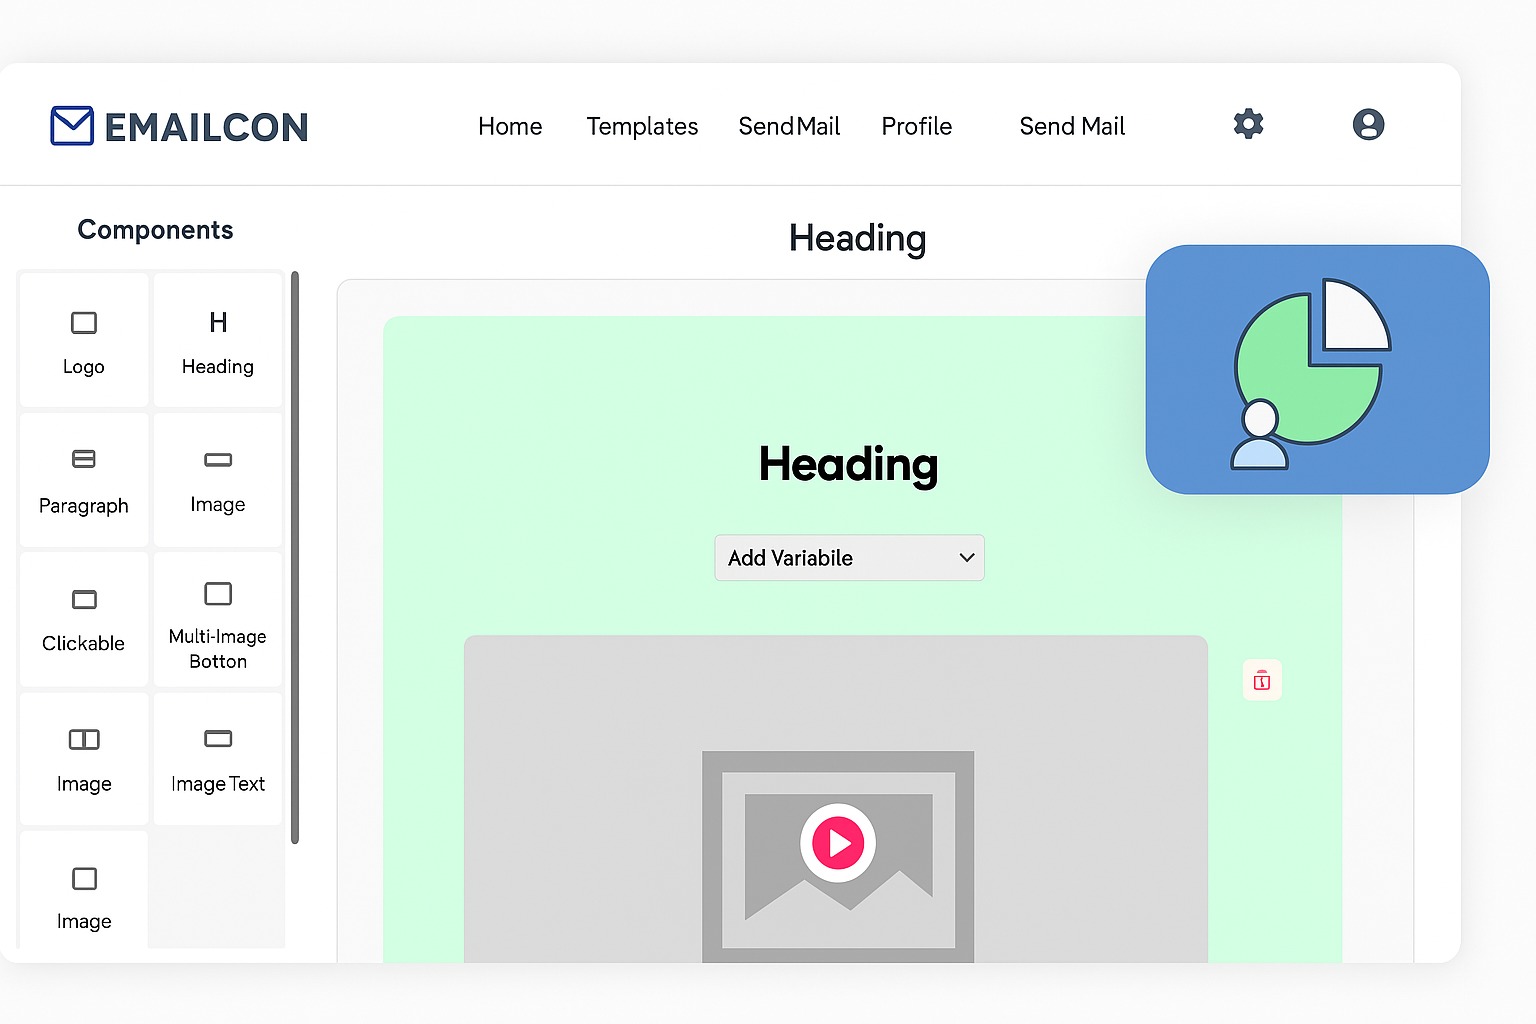 EMAILCON
Home Templates SendMail Profile Send Mail
Components
Logo
H
Heading
Paragraph
Image
Clickable
Multi-Image
Botton
Image
Image Text
Image
Heading
Heading
Add Variabile